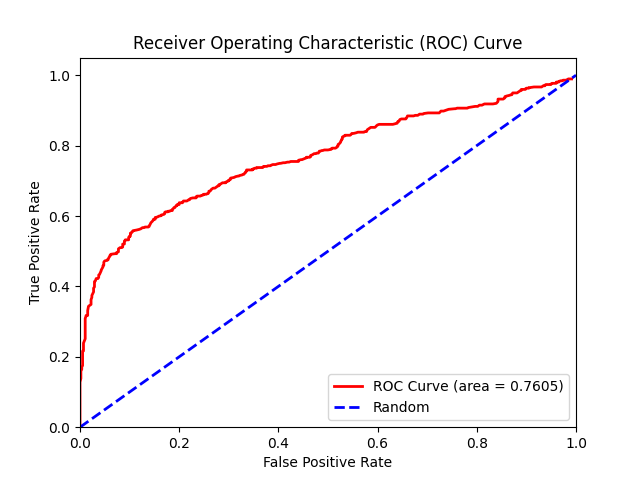 Receiver Operating Characteristic (ROC) Curve
True Positive Rate
1.0
0.8
0.6
0.4
0.2
0.0
0.0 0.2 0.4 0.6 0.8 1.0
False Positive Rate
ROC Curve (area = 0.7605)
Random